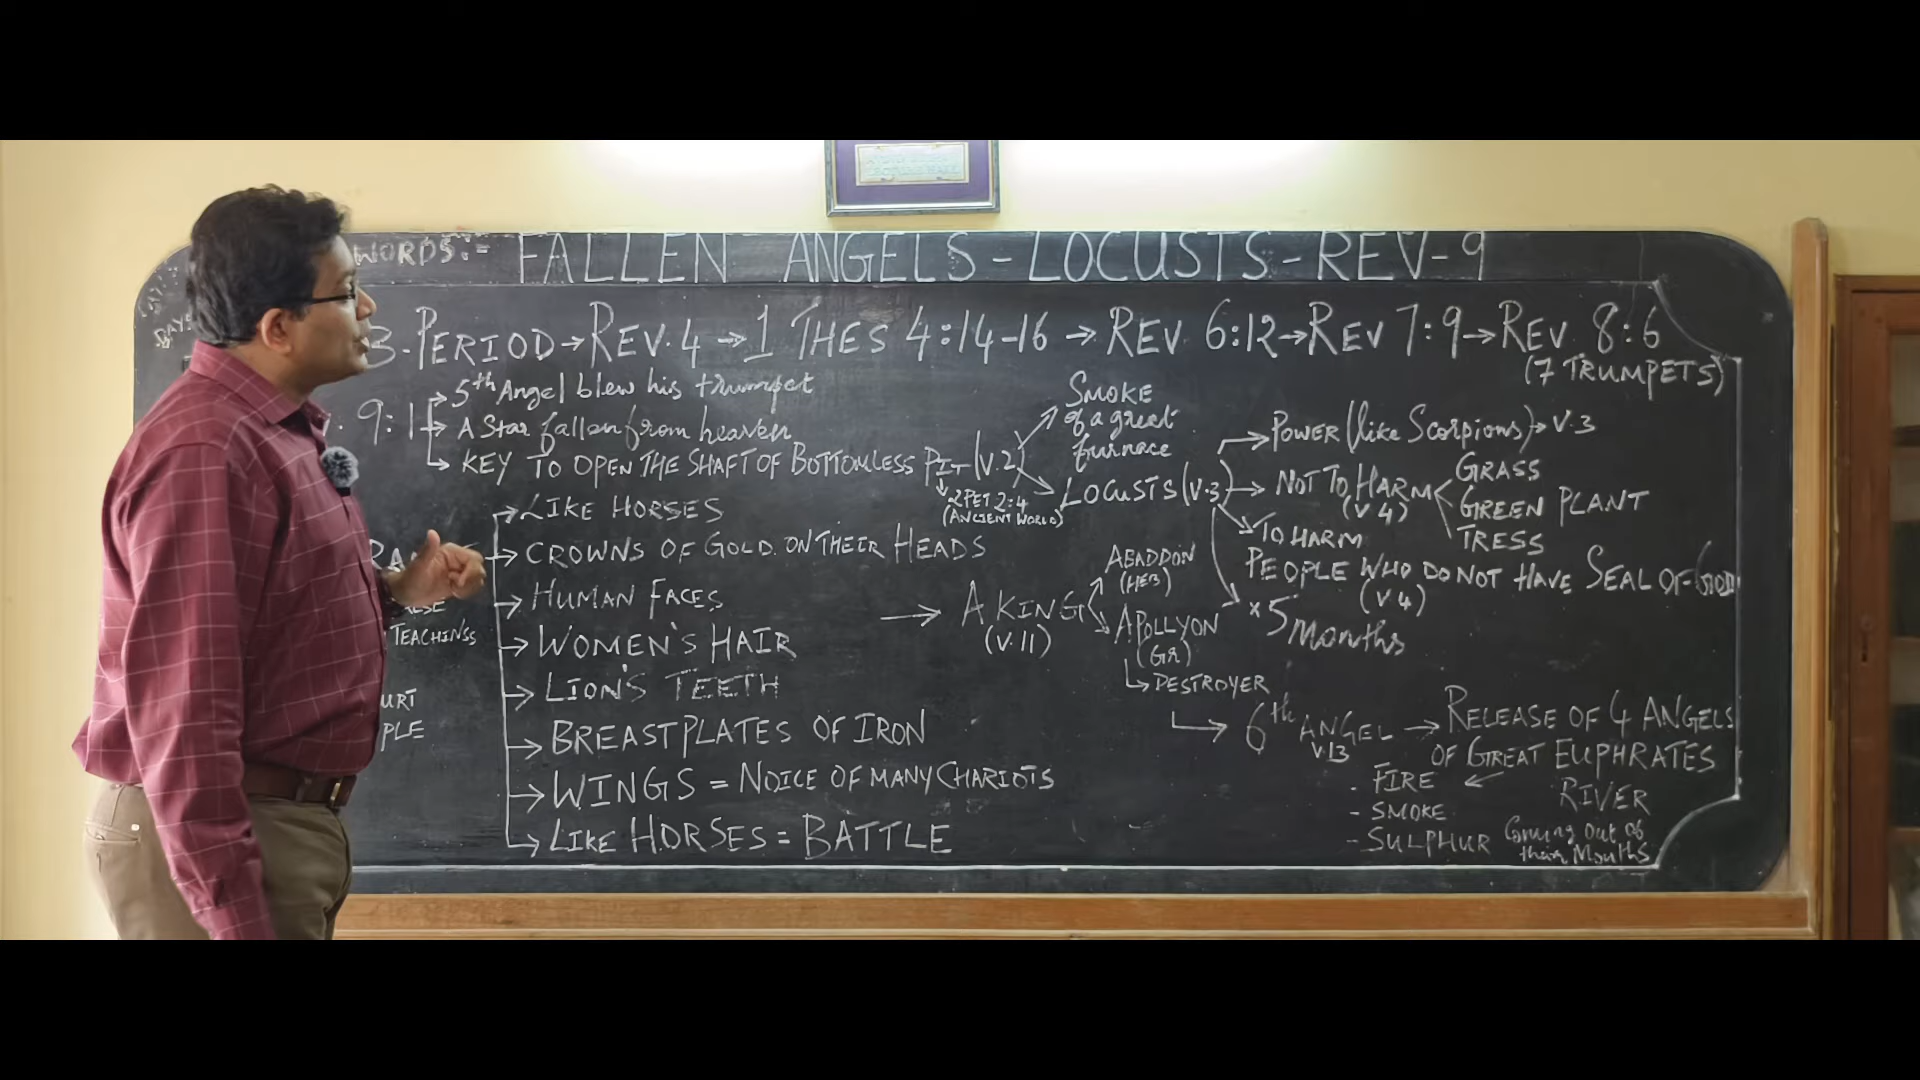 WORDS:- FALLEN ANGELS - LOCUSTS - REV - 9
3-PERIOD → REV. 4 → 1 THES 4:14-16 → REV 6:12 → REV 7:9 → REV 8:6
(7 TRUMPETS)
9:1
→ 5th Angel blew his trumpet
→ A Star fallen from heaven
→ KEY TO OPEN THE SHAFT OF BOTTOMLESS PIT (V.2)
2 PET 2:4
(ANCIENT WORLD)
SMOKE
of a great
furnace
LOCUSTS (V.3)
→ POWER (like Scorpions) → V.3
→ NOT TO HARM
(V4)
GRASS
GREEN PLANT
TRESS
TO HARM
PEOPLE WHO DO NOT HAVE SEAL OF GOD
(V4)
* 5
Months
→ LIKE HORSES
→ CROWNS OF GOLD. ON THEIR HEADS
→ HUMAN FACES
→ WOMEN'S HAIR
→ LION'S TEETH
→ BREASTPLATES OF IRON
→ WINGS = NOICE OF MANY CHARIOTS
→ LIKE HORSES = BATTLE
TEACHINSS
URT
PLE
→ A KING
(V.11)
ABADDON
(HEB)
APOLLYON
(GR)
→ DESTROYER
→ 6th ANGEL → RELEASE OF 4 ANGELS
V.13
OF GREAT EUPHRATES
RIVER
- FIRE ←
- SMOKE
- SULPHUR Coming out of
their Mouths